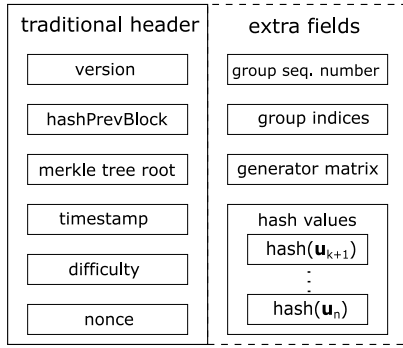 traditional header
version
hashPrevBlock
merkle tree root
timestamp
difficulty
nonce
extra fields
group seq. number
group indices
generator matrix
hash values
hash(u_{k+1})
hash(u_n)